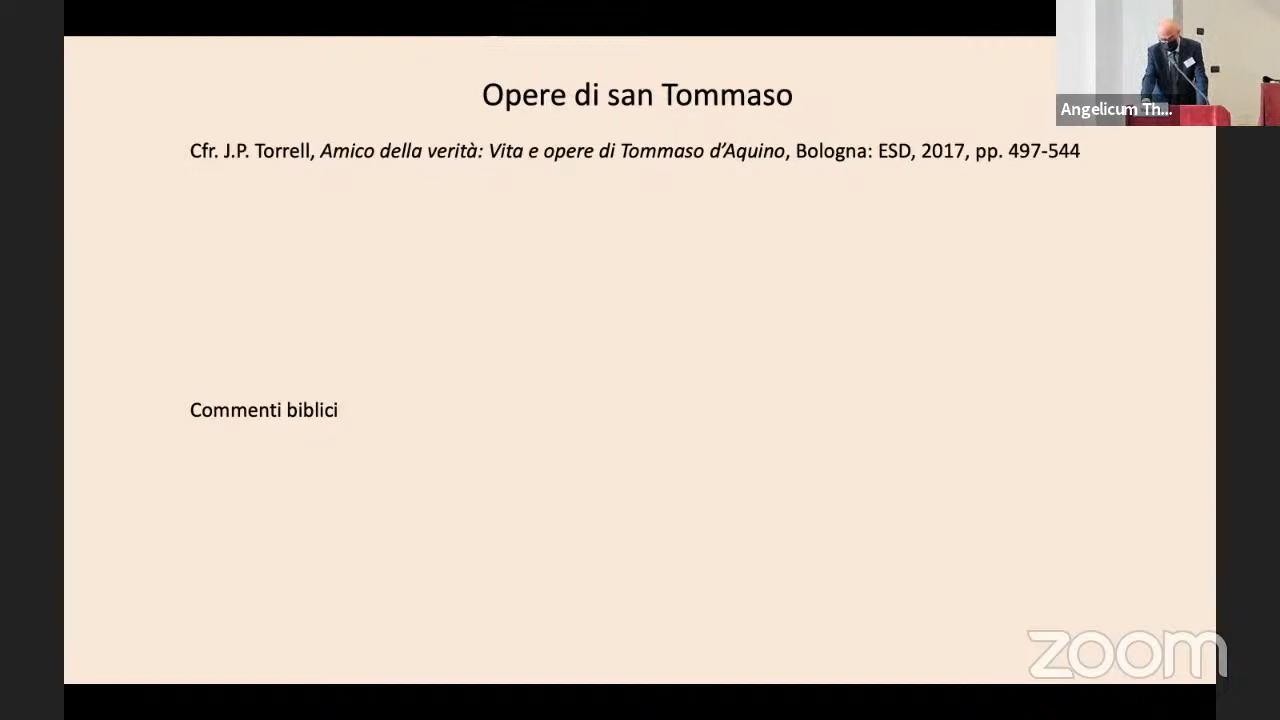 Opere di san Tommaso
Angelicum Th...
Cfr. J.P. Torrell, Amico della verità: Vita e opere di Tommaso d’Aquino, Bologna: ESD, 2017, pp. 497-544
Commenti biblici
zoom